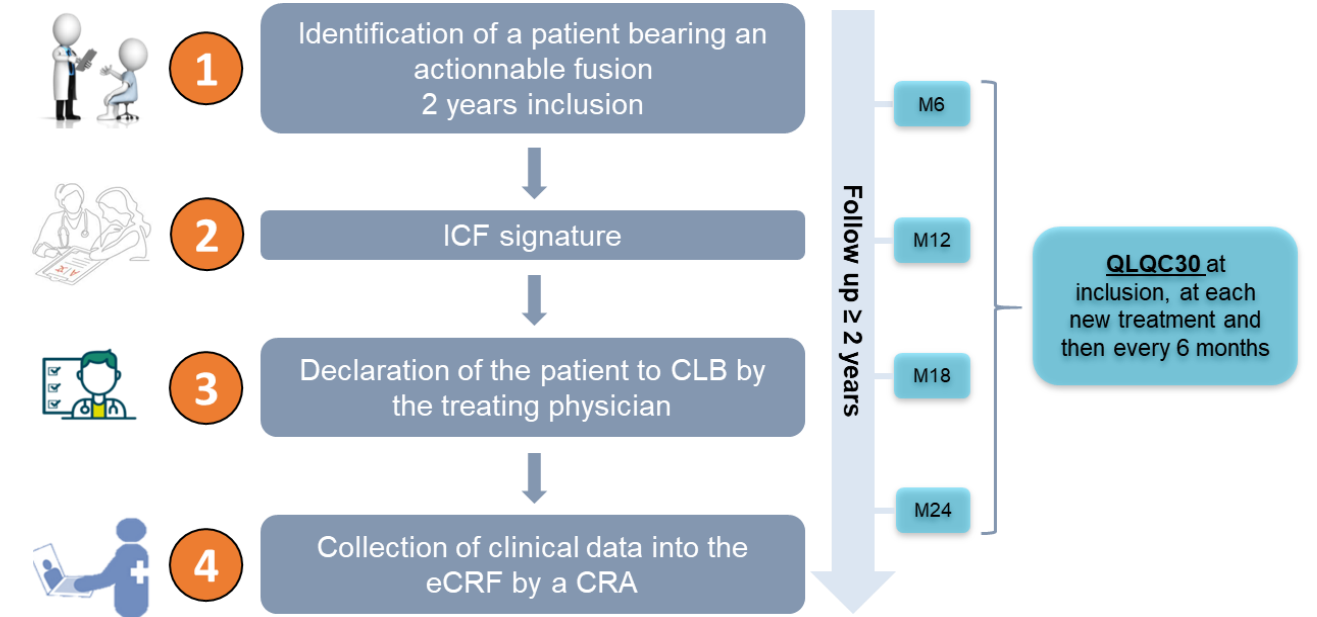 1
Identification of a patient bearing an
actionnable fusion
2 years inclusion
2
ICF signature
3
Declaration of the patient to CLB by
the treating physician
4
Collection of clinical data into the
eCRF by a CRA
Follow up ≥ 2 years
M6
M12
M18
M24
QLQC30 at
inclusion, at each
new treatment and
then every 6 months